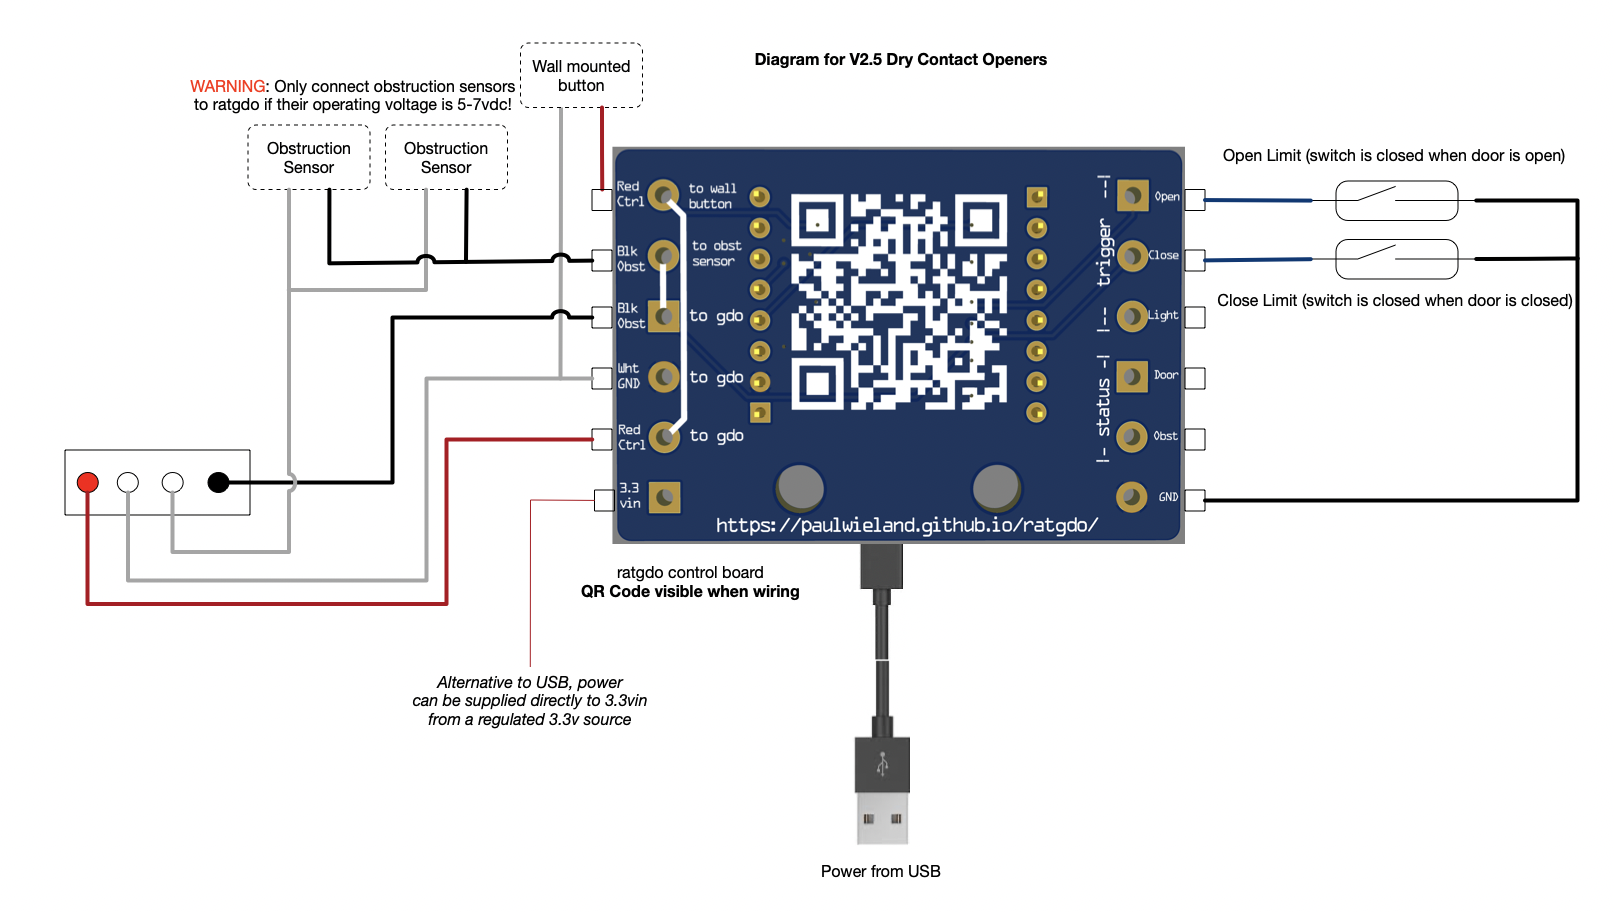 Diagram for V2.5 Dry Contact Openers
Wall mounted
button
WARNING: Only connect obstruction sensors
to ratgdo if their operating voltage is 5-7vdc!
Obstruction
Sensor
Obstruction
Sensor
Open Limit (switch is closed when door is open)
Close Limit (switch is closed when door is closed)
Red
Ctrl
to wall
button
Blk
Obst
to obst
sensor
Blk
Obst
to gdo
Wht
GND
to gdo
Red
Ctrl
to gdo
3.3
vin
|-- trigger --|
Open
Close
Light
|- status -|
Door
Obst
GND
https://paulwieland.github.io/ratgdo/
ratgdo control board
QR Code visible when wiring
Alternative to USB, power
can be supplied directly to 3.3vin
from a regulated 3.3v source
Power from USB